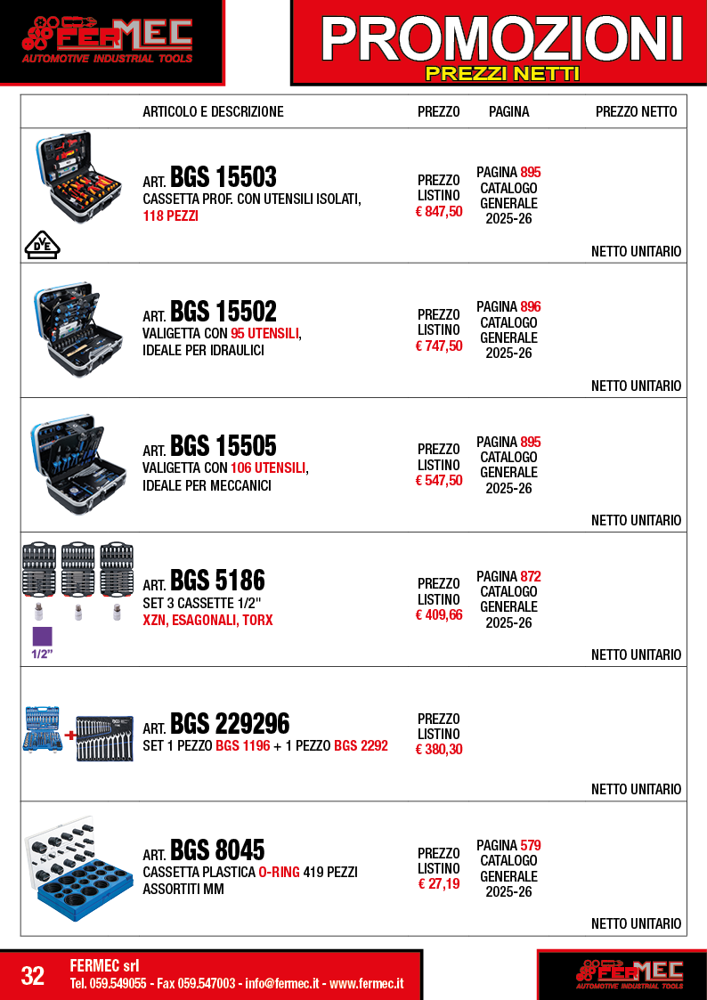 FERMEC
AUTOMOTIVE INDUSTRIAL TOOLS
PROMOZIONI
PREZZI NETTI
ARTICOLO E DESCRIZIONE PREZZO PAGINA PREZZO NETTO
ART. BGS 15503
CASSETTA PROF. CON UTENSILI ISOLATI,
118 PEZZI
PREZZO
LISTINO
€ 847,50
PAGINA 895
CATALOGO
GENERALE
2025-26
DVE
NETTO UNITARIO
ART. BGS 15502
VALIGETTA CON 95 UTENSILI,
IDEALE PER IDRAULICI
PREZZO
LISTINO
€ 747,50
PAGINA 896
CATALOGO
GENERALE
2025-26
NETTO UNITARIO
ART. BGS 15505
VALIGETTA CON 106 UTENSILI,
IDEALE PER MECCANICI
PREZZO
LISTINO
€ 547,50
PAGINA 895
CATALOGO
GENERALE
2025-26
NETTO UNITARIO
1/2”
ART. BGS 5186
SET 3 CASSETTE 1/2"
XZN, ESAGONALI, TORX
PREZZO
LISTINO
€ 409,66
PAGINA 872
CATALOGO
GENERALE
2025-26
NETTO UNITARIO
+
ART. BGS 229296
SET 1 PEZZO BGS 1196 + 1 PEZZO BGS 2292
PREZZO
LISTINO
€ 380,30
NETTO UNITARIO
ART. BGS 8045
CASSETTA PLASTICA O-RING 419 PEZZI
ASSORTITI MM
PREZZO
LISTINO
€ 27,19
PAGINA 579
CATALOGO
GENERALE
2025-26
NETTO UNITARIO
32
FERMEC srl
Tel. 059.549055 - Fax 059.547003 - info@fermec.it - www.fermec.it
FERMEC
AUTOMOTIVE INDUSTRIAL TOOLS